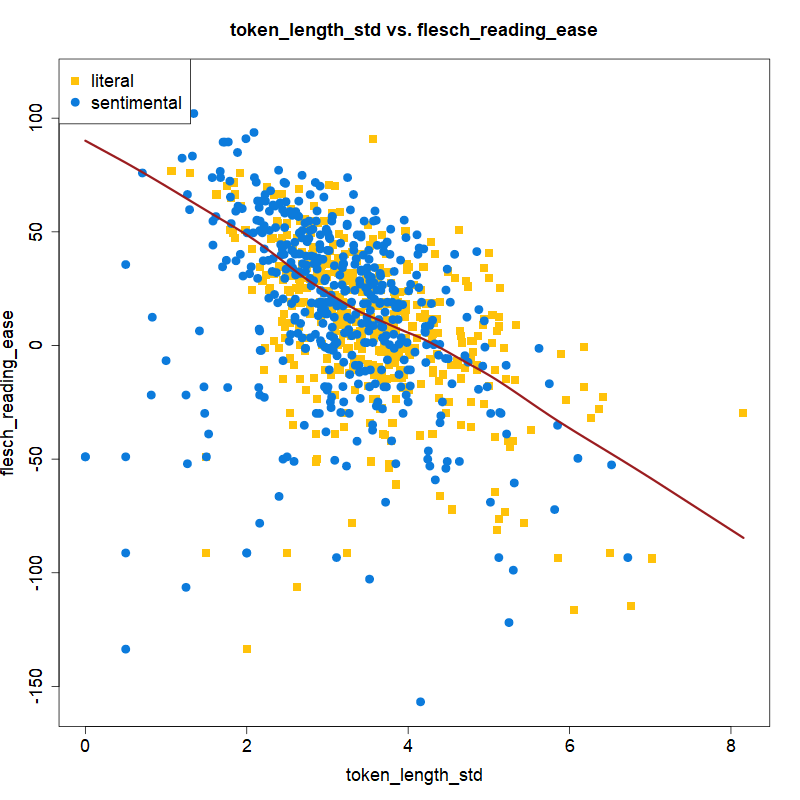 token_length_std vs. flesch_reading_ease
literal
sentimental
100
50
0
-50
-100
-150
flesch_reading_ease
0 2 4 6 8
token_length_std